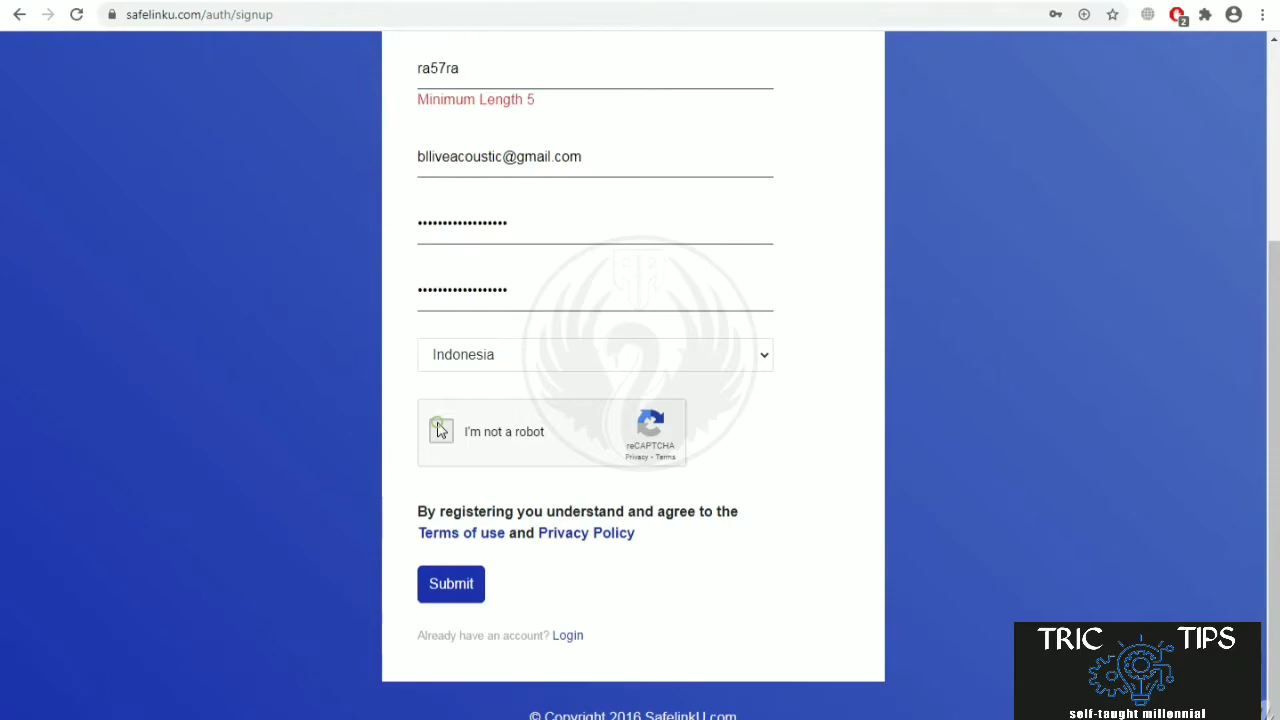 safelinku.com/auth/signup
2
ra57ra
Minimum Length 5
blliveacoustic@gmail.com
••••••••••••••••••
••••••••••••••••••
Indonesia
I'm not a robot
reCAPTCHA
Privacy - Terms
By registering you understand and agree to the
Terms of use and Privacy Policy
Submit
Already have an account? Login
© Copyright 2016 SafelinkU.com
TRIC TIPS
self-taught millennial